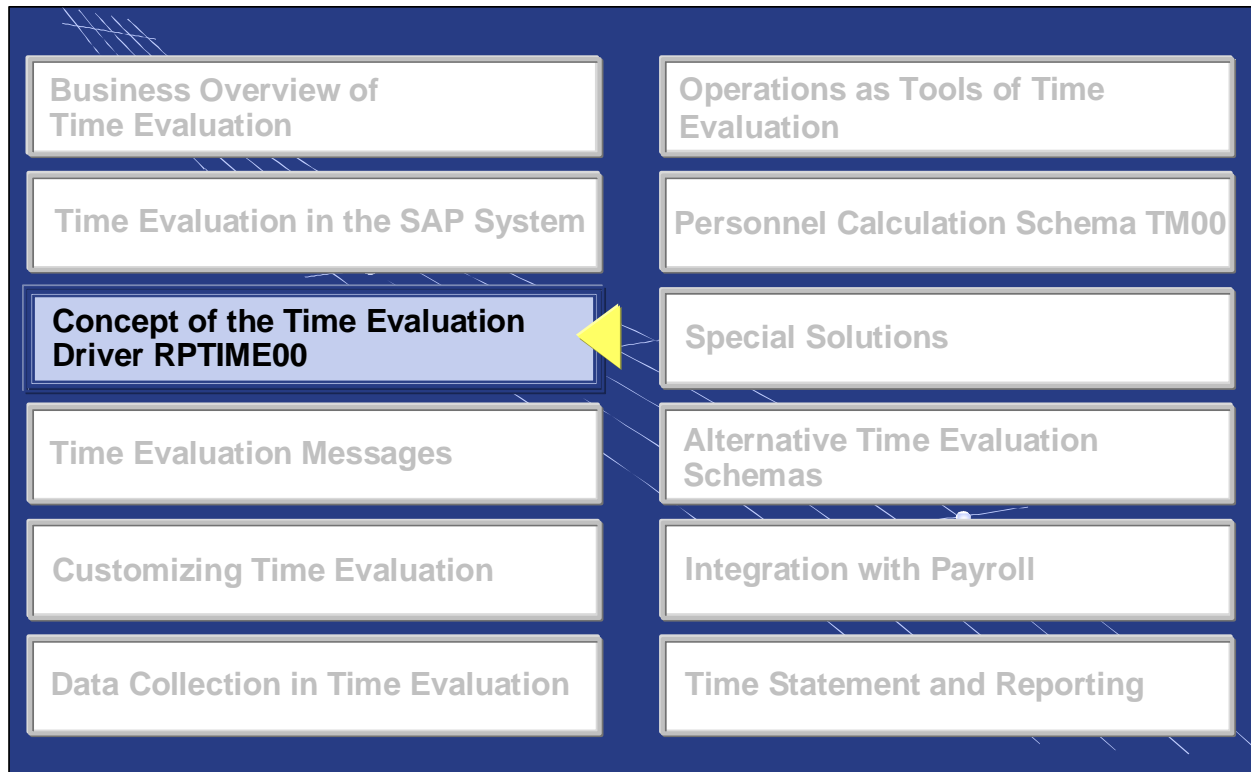 Business Overview of
Time Evaluation
Time Evaluation in the SAP System
Concept of the Time Evaluation
Driver RPTIME00
Time Evaluation Messages
Customizing Time Evaluation
Data Collection in Time Evaluation
Operations as Tools of Time
Evaluation
Personnel Calculation Schema TM00
Special Solutions
Alternative Time Evaluation
Schemas
Integration with Payroll
Time Statement and Reporting